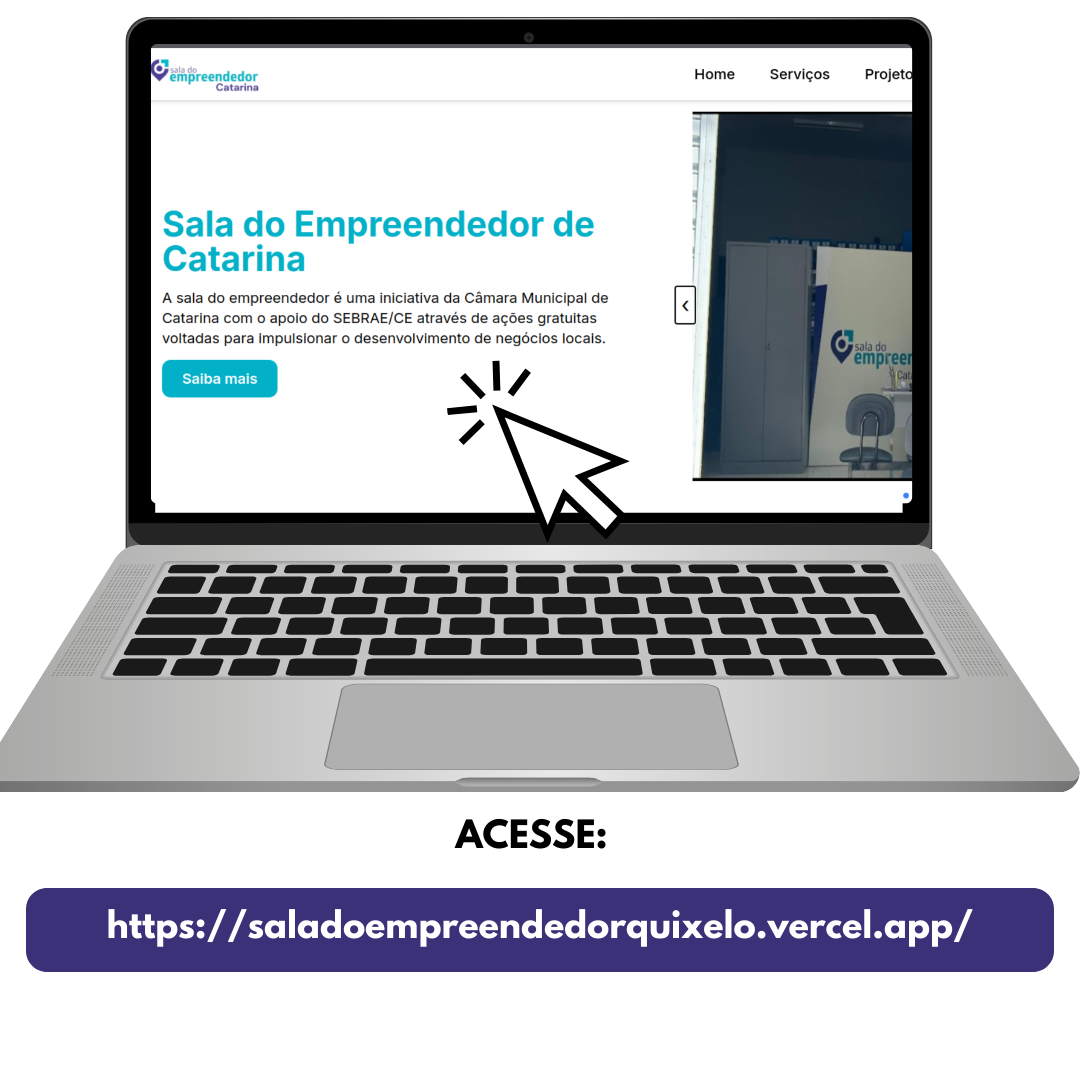 sala do
empreendedor
Catarina
Home Serviços Projeto
Sala do Empreendedor de
Catarina
A sala do empreendedor é uma iniciativa da Câmara Municipal de
Catarina com o apoio do SEBRAE/CE através de ações gratuitas
voltadas para impulsionar o desenvolvimento de negócios locais.
Saiba mais
sala do
empreen
Cata
ACESSE:
https://saladoempreendedorquixelo.vercel.app/